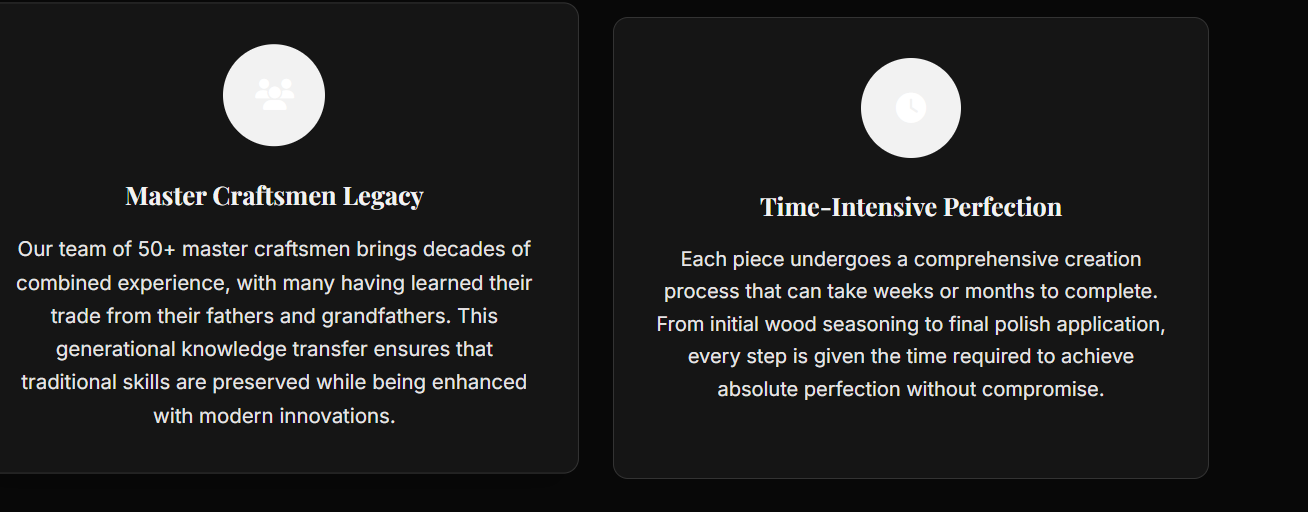 Master Craftsmen Legacy
Our team of 50+ master craftsmen brings decades of
combined experience, with many having learned their
trade from their fathers and grandfathers. This
generational knowledge transfer ensures that
traditional skills are preserved while being enhanced
with modern innovations.
Time-Intensive Perfection
Each piece undergoes a comprehensive creation
process that can take weeks or months to complete.
From initial wood seasoning to final polish application,
every step is given the time required to achieve
absolute perfection without compromise.